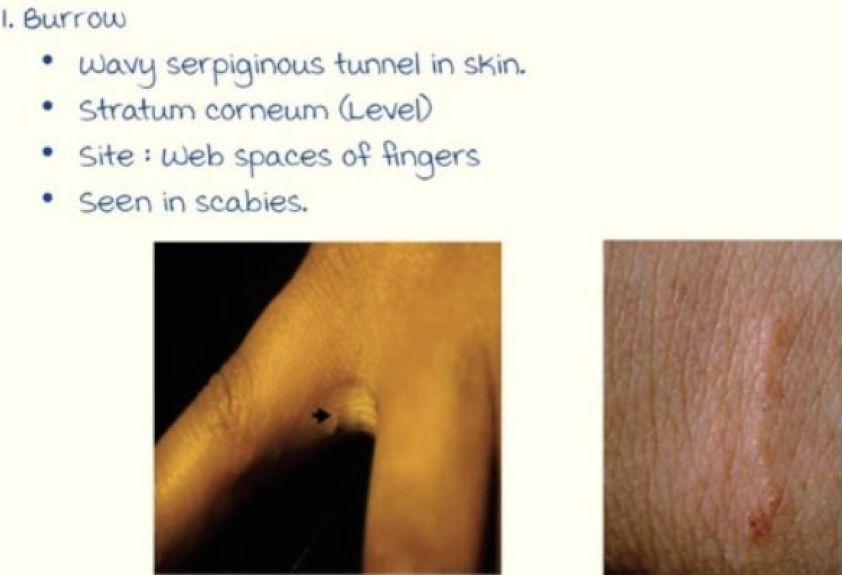 1. Burrow
• Wavy serpiginous tunnel in skin.
• Stratum corneum (Level)
• Site : Web spaces of fingers
• Seen in scabies.